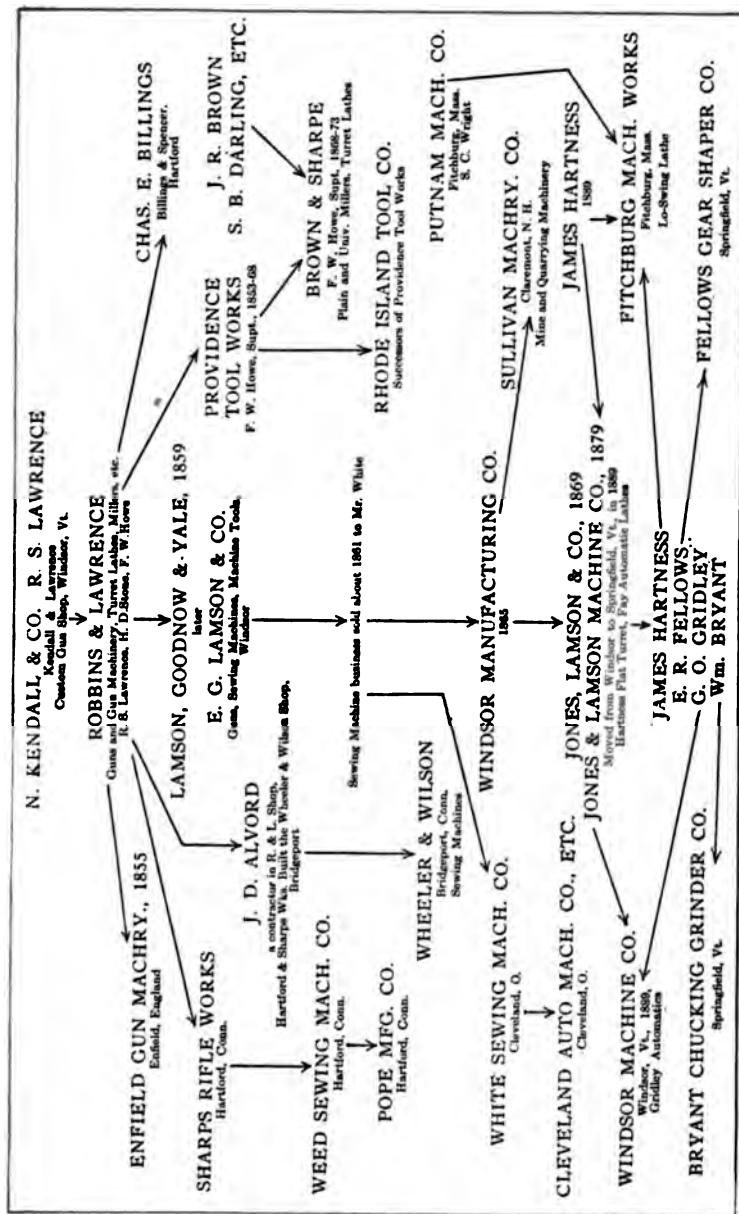 N. KENDALL & CO. R. S. LAWRENCE
Kendall & Lawrence
Custom Gun Shop, Windsor, Vt.
ROBBINS & LAWRENCE
Guns and Gun Machinery, Turret Lathes, Millers, etc.
R. S. Lawrence, H. D. Stone, F. W. Howe
ENFIELD GUN MACHRY., 1855
Enfield, England
CHAS. E. BILLINGS
Billings & Spencer.
Hartford
SHARPS RIFLE WORKS
Hartford, Conn.
LAMSON, GOODNOW & YALE, 1859
later
E. G. LAMSON & CO.
Guns, Sewing Machines, Machine Tools,
Windsor
PROVIDENCE
TOOL WORKS
F. W. Howe, Supt., 1853-68
J. R. BROWN
S. B. DARLING, ETC.
J. D. ALVORD
a contractor in R. & L. Shop,
Hartford & Sharps Wks. Built the Wheeler & Wilson Shop,
Bridgeport
BROWN & SHARPE
F. W. Howe, Supt. 1868-73
Plain and Univ. Millers, Turret Lathes
WEED SEWING MACH. CO.
Hartford, Conn.
POPE MFG. CO.
Hartford, Conn.
Sewing Machine business sold about 1861 to Mr. White
RHODE ISLAND TOOL CO.
Successors of Providence Tool Works
WHEELER & WILSON
Bridgeport, Conn.
Sewing Machines
PUTNAM MACH. CO.
Fitchburg, Mass.
S. C. Wright
WHITE SEWING MACH. CO.
Cleveland, O.
WINDSOR MANUFACTURING CO.
1865
SULLIVAN MACHRY. CO.
Claremont, N. H.
Mine and Quarrying Machinery
CLEVELAND AUTO MACH. CO., ETC.
Cleveland, O.
JONES, LAMSON & CO., 1869
JONES & LAMSON MACHINE CO., 1879
Moved from Windsor to Springfield, Vt., in 1889
Hartness Flat Turret, Fay Automatic Lathes
JAMES HARTNESS
1889
WINDSOR MACHINE CO.
Windsor, Vt., 1889,
Gridley Automatics
FITCHBURG MACH. WORKS
Fitchburg, Mass.
Lo-Swing Lathe
JAMES HARTNESS
E. R. FELLOWS
G. O. GRIDLEY
Wm. BRYANT
BRYANT CHUCKING GRINDER CO.
Springfield, Vt.
FELLOWS GEAR SHAPER CO.
Springfield, Vt.